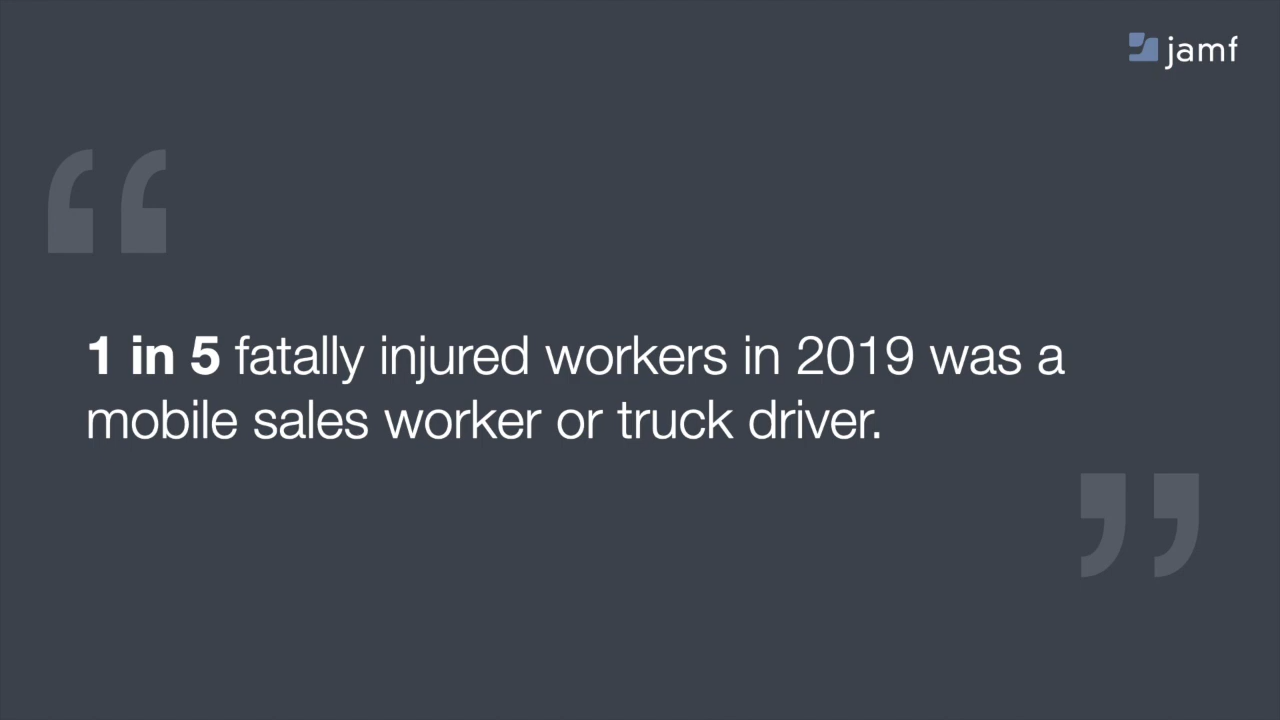 jamf
“
1 in 5 fatally injured workers in 2019 was a
mobile sales worker or truck driver.
”